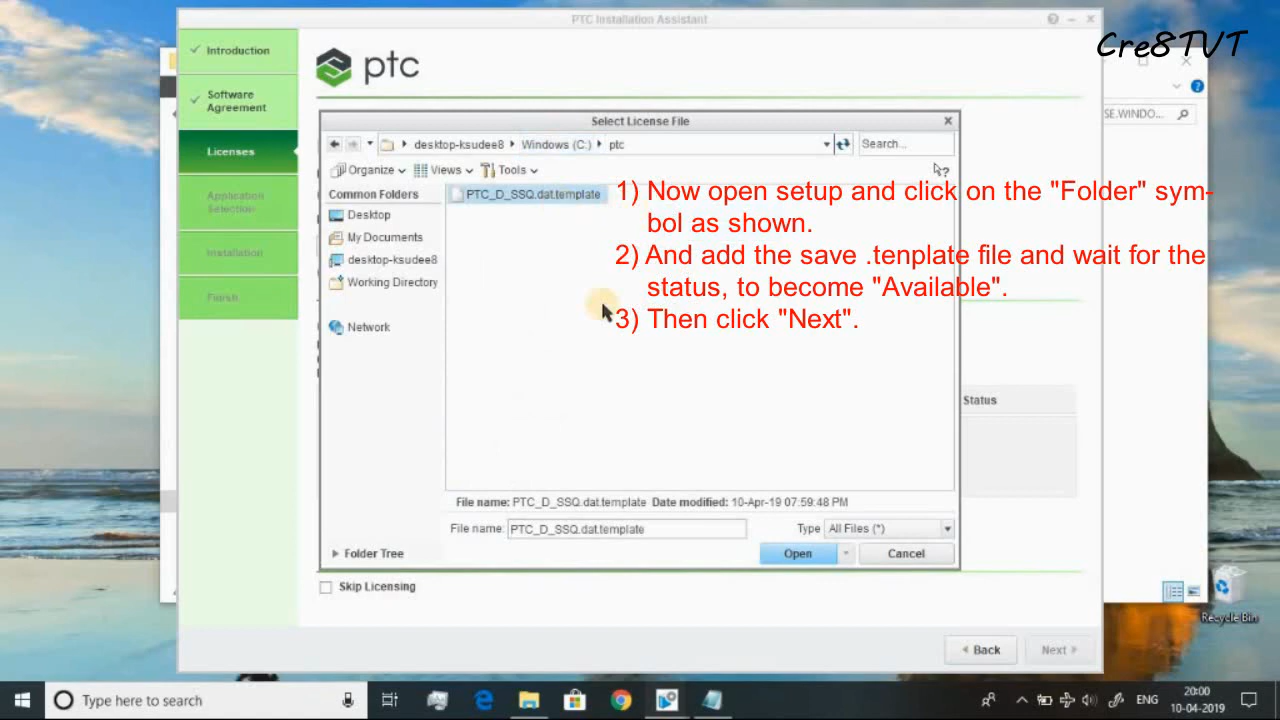 PTC Installation Assistant
Cre8TVT
Introduction
Software
Agreement
Licenses
Application
Selection
Installation
Finish
ptc
SE.WINDO...
Select License File
desktop-ksudee8 Windows (C:) ptc
Search...
Organize Views Tools
Common Folders
Desktop
My Documents
desktop-ksudee8
Working Directory
Network
PTC_D_SSQ.dat.template
1) Now open setup and click on the "Folder" sym-
bol as shown.
2) And add the save .tenplate file and wait for the
status, to become "Available".
3) Then click "Next".
Status
File name: PTC_D_SSQ.dat.template Date modified: 10-Apr-19 07:59:48 PM
File name: PTC_D_SSQ.dat.template Type All Files (*)
Folder Tree
Open
Cancel
Skip Licensing
Back
Next
Recycle Bin
Type here to search
ENG
20:00
10-04-2019